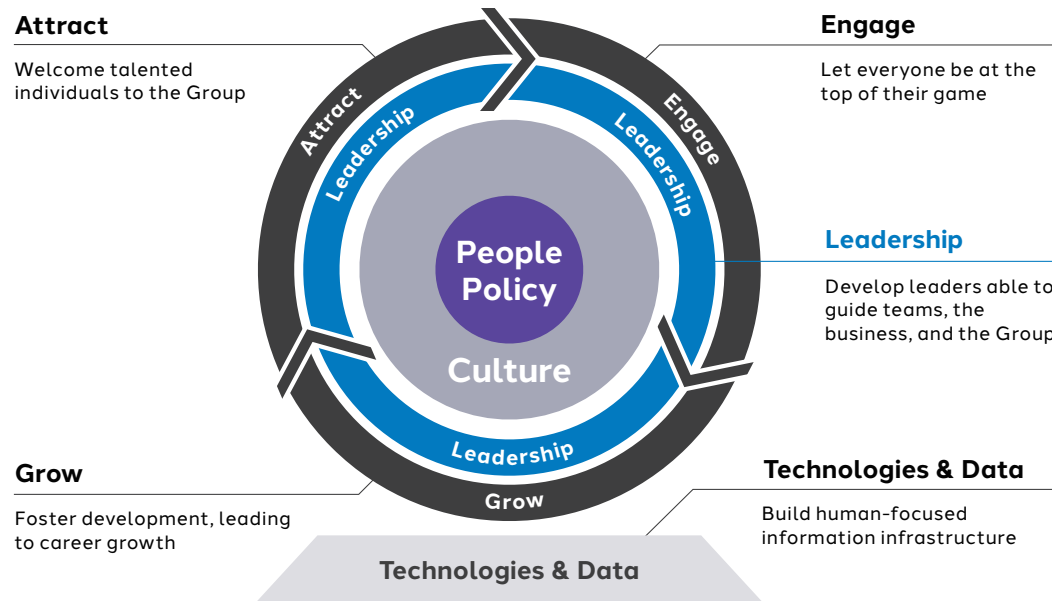 Attract
Welcome talented
individuals to the Group
Engage
Let everyone be at the
top of their game
Attract
Leadership
Engage
Leadership
Leadership
Develop leaders able to
guide teams, the
business, and the Group
People
Policy
Culture
Leadership
Grow
Grow
Foster development, leading
to career growth
Technologies & Data
Build human-focused
information infrastructure
Technologies & Data